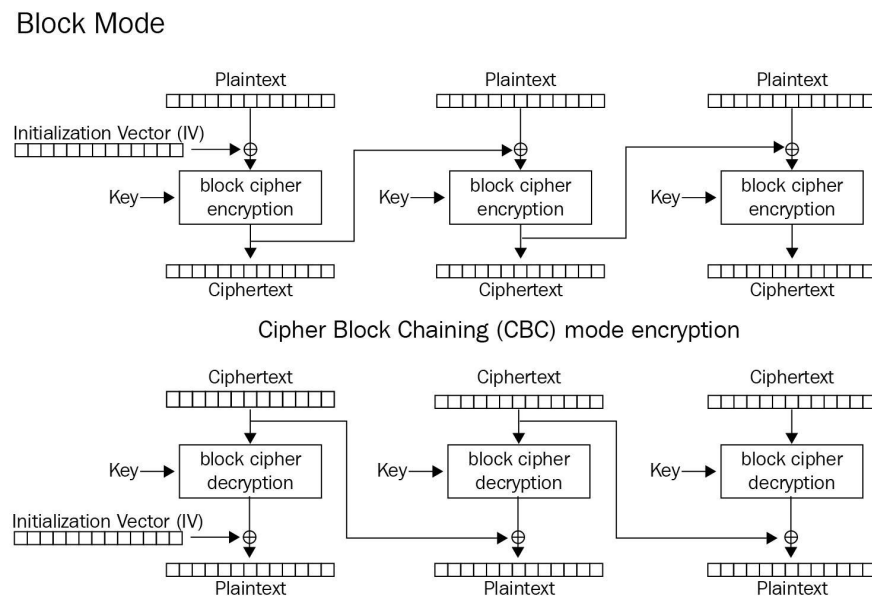 Block Mode
Plaintext Plaintext Plaintext
Initialization Vector (IV)
Key block cipher encryption Key block cipher encryption Key block cipher encryption
Ciphertext Ciphertext Ciphertext
Cipher Block Chaining (CBC) mode encryption
Ciphertext Ciphertext Ciphertext
Key block cipher decryption Key block cipher decryption Key block cipher decryption
Initialization Vector (IV)
Plaintext Plaintext Plaintext